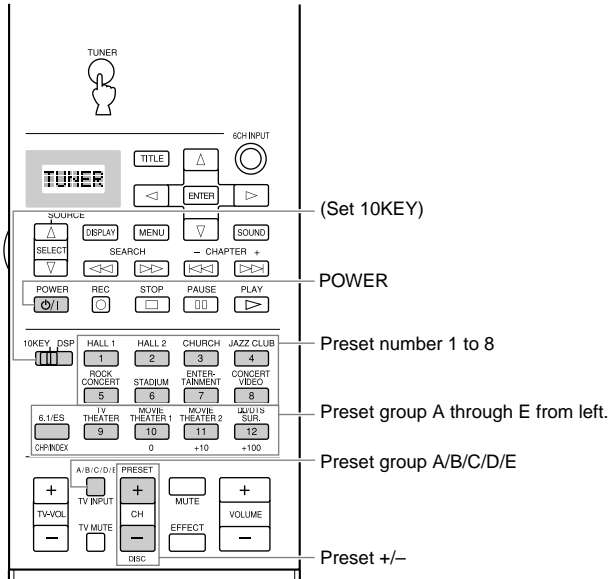 TUNER
6CH INPUT
TITLE
TUNER
ENTER
(Set 10KEY)
SOURCE
SELECT
DISPLAY MENU SOUND
SEARCH – CHAPTER +
POWER
POWER REC STOP PAUSE PLAY
10KEY DSP
HALL 1 HALL 2 CHURCH JAZZ CLUB
Preset number 1 to 8
1 2 3 4
ROCK CONCERT STADIUM ENTER-TAINMENT CONCERT VIDEO
5 6 7 8
TV THEATER MOVIE THEATER 1 MOVIE THEATER 2 DD/DTS SUR.
Preset group A through E from left.
6.1/ES 9 10 11 12
CHP/INDEX 0 +10 +100
Preset group A/B/C/D/E
A/B/C/D/E PRESET
+ TV INPUT + MUTE +
TV-VOL CH VOLUME
– TV MUTE – EFFECT –
DISC
Preset +/–